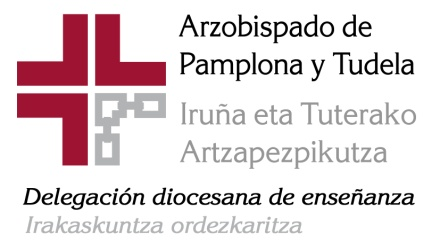 Arzobispado de
Pamplona y Tudela
Iruña eta Tuterako
Artzapezpikutza
Delegación diocesana de enseñanza
Irakaskuntza ordezkaritza